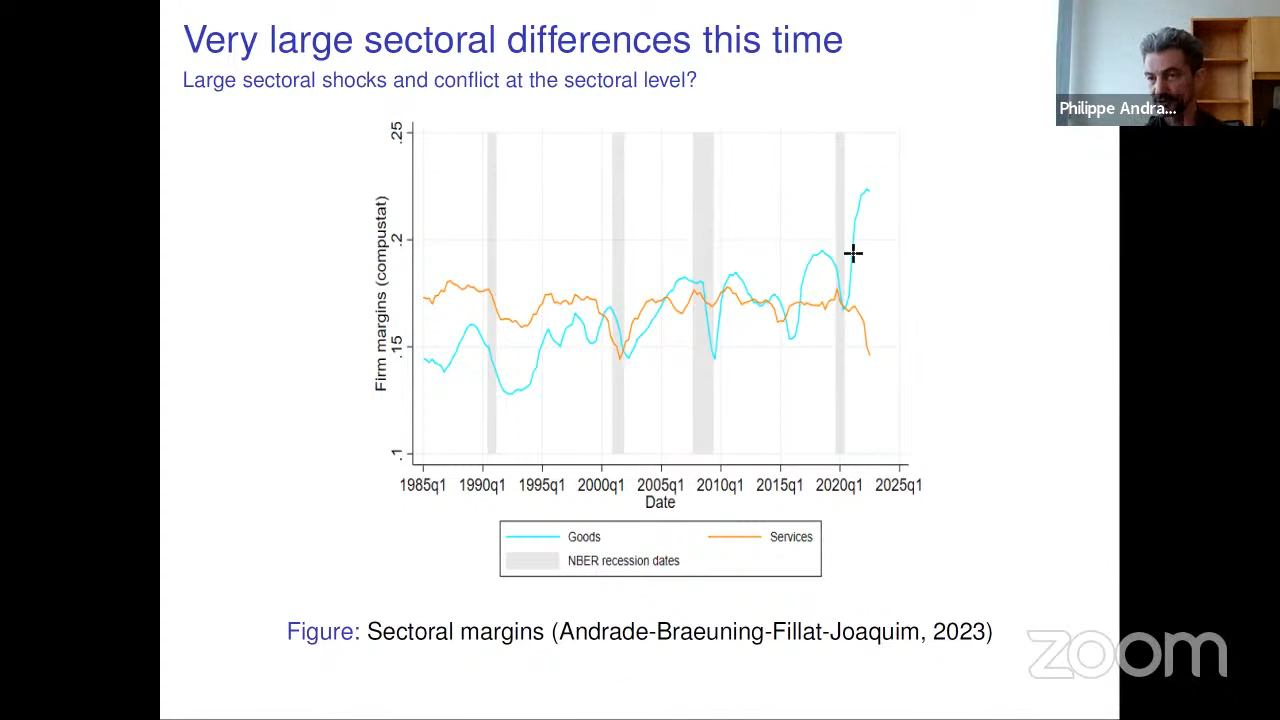 Very large sectoral differences this time
Large sectoral shocks and conflict at the sectoral level?
Philippe Andra...
.25
.2
.15
.1
Firm margins (compustat)
1985q1 1990q1 1995q1 2000q1 2005q1 2010q1 2015q1 2020q1 2025q1
Date
Goods Services
NBER recession dates
Figure: Sectoral margins (Andrade-Braeuning-Fillat-Joaquim, 2023)
zoom